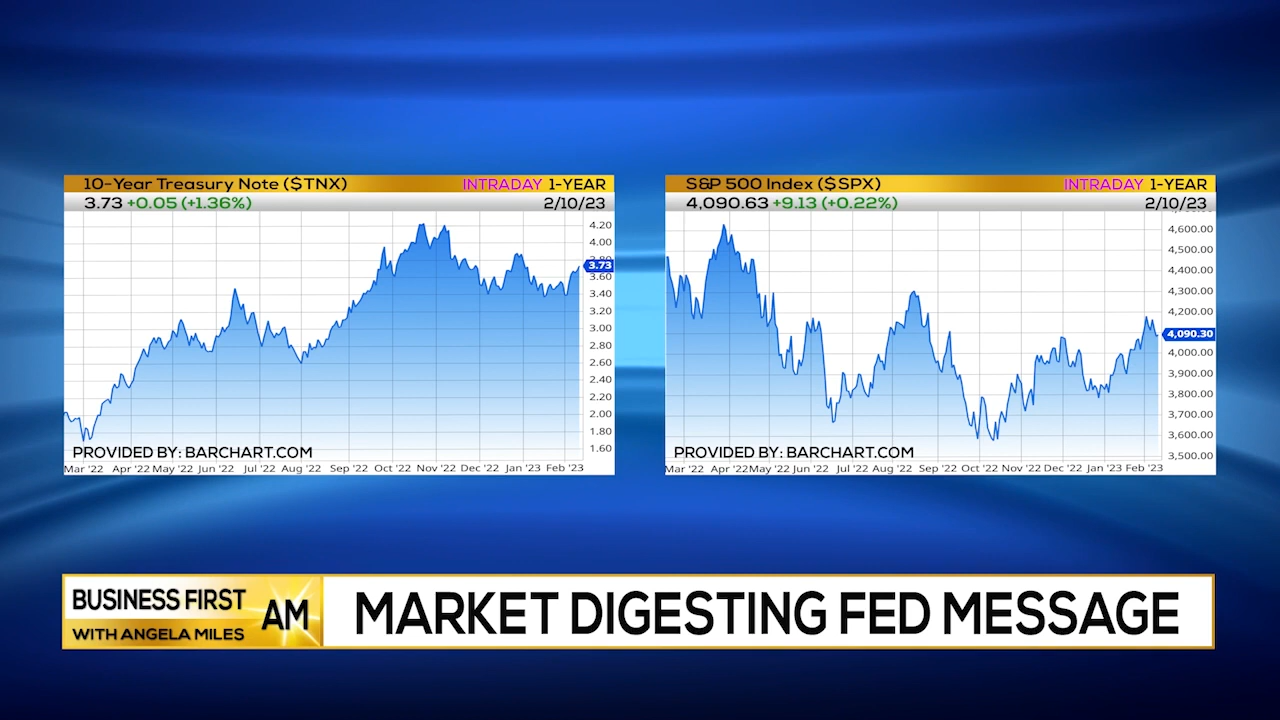 10-Year Treasury Note ($TNX) INTRADAY 1-YEAR
3.73 +0.05 (+1.36%) 2/10/23
4.20
4.00
3.80
3.73
3.60
3.40
3.20
3.00
2.80
2.60
2.40
2.20
2.00
1.80
1.60
PROVIDED BY: BARCHART.COM
Mar '22 Apr '22 May '22 Jun '22 Jul '22 Aug '22 Sep '22 Oct '22 Nov '22 Dec '22 Jan '23 Feb '23
S&P 500 Index ($SPX) INTRADAY 1-YEAR
4,090.63 +9.13 (+0.22%) 2/10/23
4,600.00
4,500.00
4,400.00
4,300.00
4,200.00
4,090.30
4,000.00
3,900.00
3,800.00
3,700.00
3,600.00
3,500.00
PROVIDED BY: BARCHART.COM
Mar '22 Apr '22 May '22 Jun '22 Jul '22 Aug '22 Sep '22 Oct '22 Nov '22 Dec '22 Jan '23 Feb '23
BUSINESS FIRST AM
WITH ANGELA MILES
MARKET DIGESTING FED MESSAGE